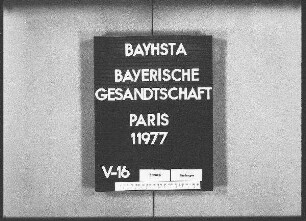 BAYHSTA
BAYERISCHE
GESANDTSCHAFT
PARIS
11977
V-16